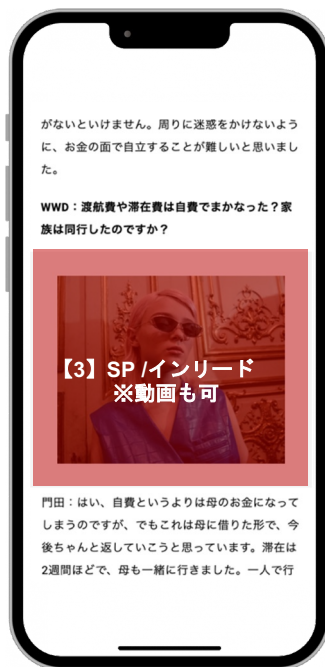 がないといけません。周りに迷惑をかけないよう
に、お金の面で自立することが難しいと思いまし
た。
WWD：渡航費や滞在費は自費でまかなった？家
族は同行したのですか？
【3】SP /インリード
※動画も可
門田：はい、自費というよりは母のお金になって
しまうのですが、でもこれは母に借りた形で、今
後ちゃんと返していこうと思っています。滞在は
2週間ほどで、母も一緒に行きました。一人で行